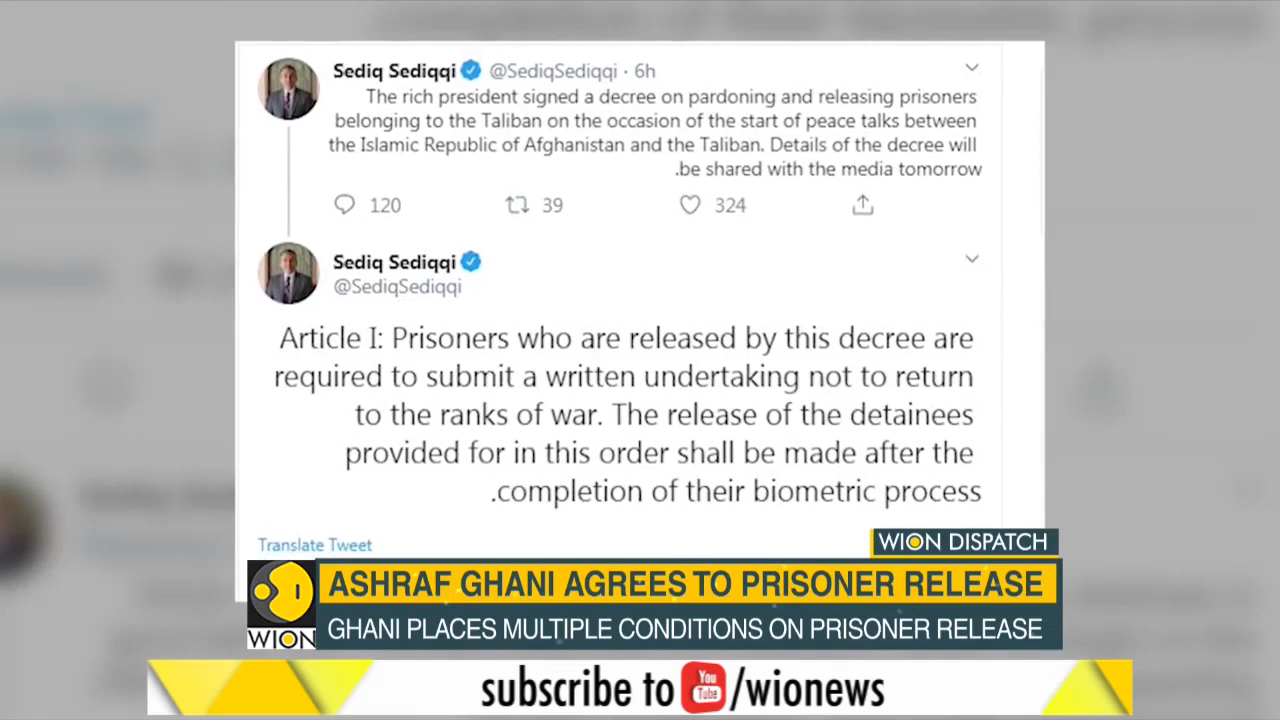 Sediq Sediqqi @SediqSediqqi · 6h
The rich president signed a decree on pardoning and releasing prisoners
belonging to the Taliban on the occasion of the start of peace talks between
the Islamic Republic of Afghanistan and the Taliban. Details of the decree will
.be shared with the media tomorrow
120 39 324
Sediq Sediqqi
@SediqSediqqi
Article I: Prisoners who are released by this decree are
required to submit a written undertaking not to return
to the ranks of war. The release of the detainees
provided for in this order shall be made after the
.completion of their biometric process
Translate Tweet
WION DISPATCH
ASHRAF GHANI AGREES TO PRISONER RELEASE
WION
GHANI PLACES MULTIPLE CONDITIONS ON PRISONER RELEASE
subscribe to You Tube /wionews